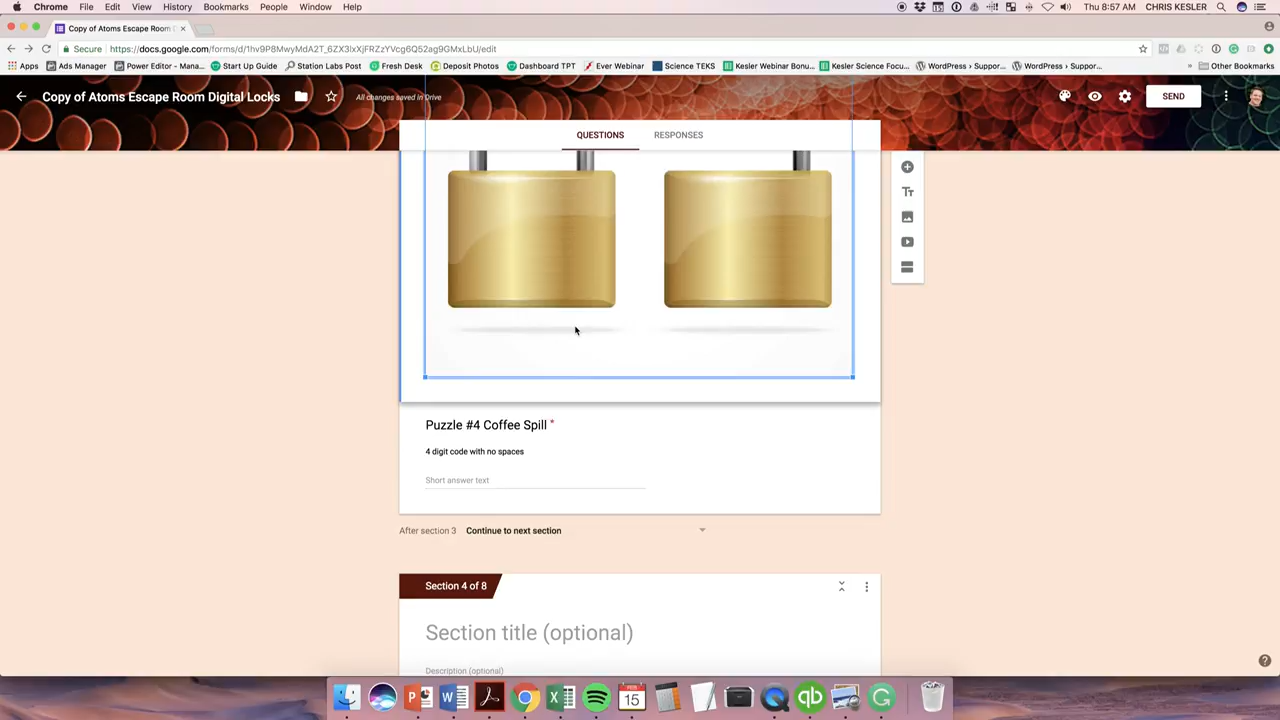 Chrome File Edit View History Bookmarks People Window Help Thu 8:57 AM CHRIS KESLER
Copy of Atoms Escape Room D
Secure https://docs.google.com/forms/d/1hv9P8MwyMdA2T_6ZX3lxXjFRZzYVcg6Q52ag9GMxLbU/edit
Apps Ads Manager Power Editor - Mana... Start Up Guide Station Labs Post Fresh Desk Deposit Photos Dashboard TPT Ever Webinar Science TEKS Kesler Webinar Bonu... Kesler Science Focu... WordPress › Suppor... WordPress › Suppor... Other Bookmarks
Copy of Atoms Escape Room Digital Locks All changes saved in Drive SEND
QUESTIONS RESPONSES
Tт
Puzzle #4 Coffee Spill *
4 digit code with no spaces
Short answer text
After section 3 Continue to next section
Section 4 of 8
Section title (optional)
Description (optional)
15